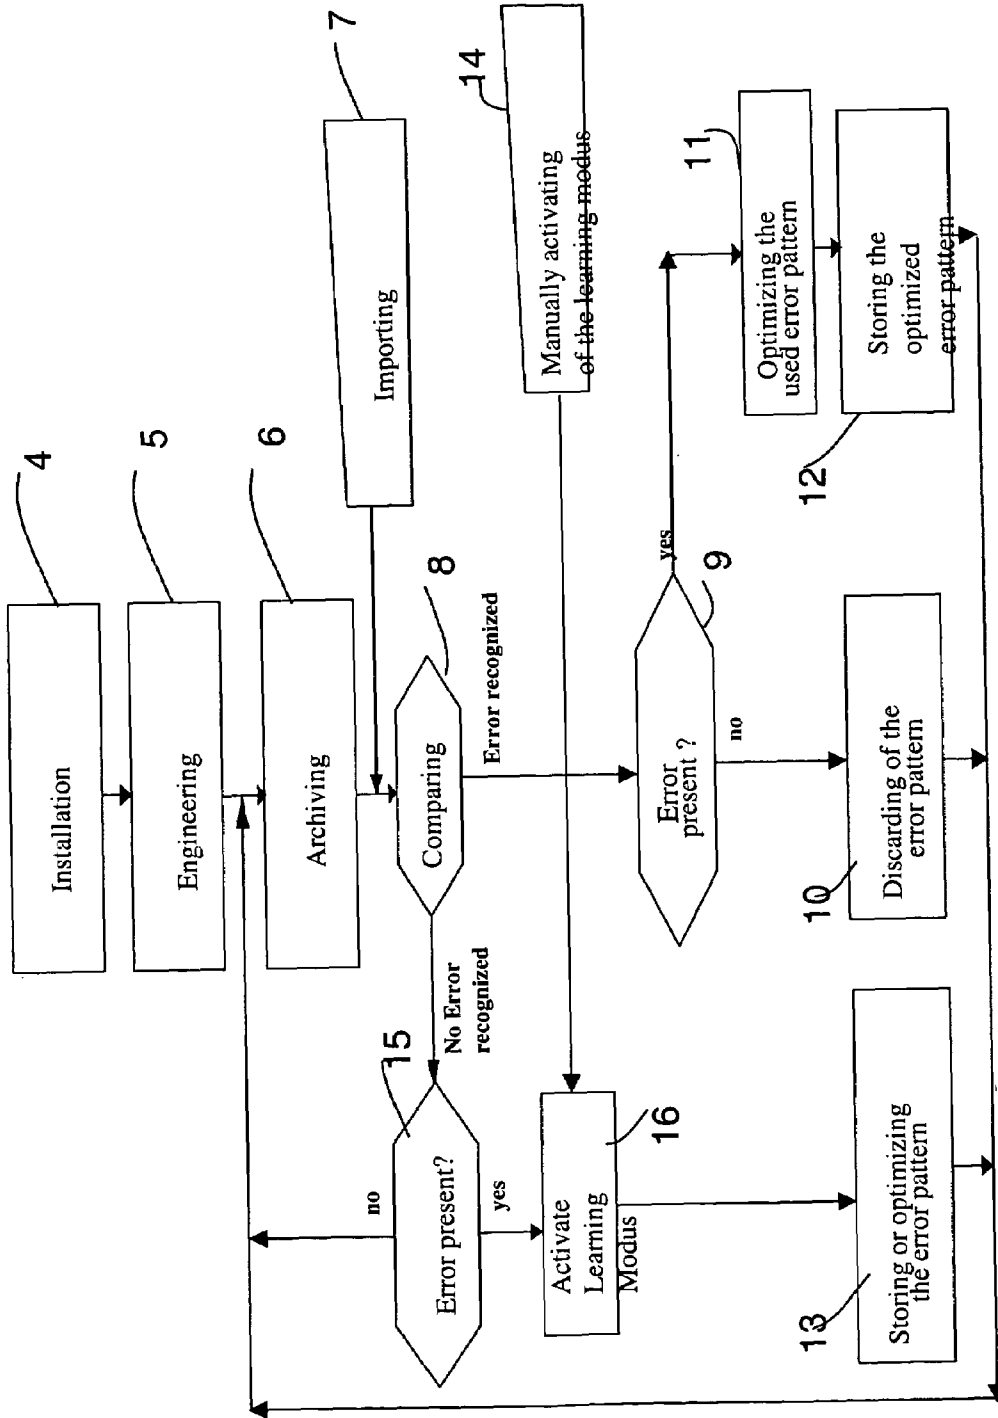 4
Installation
5
Engineering
6
Archiving
7
Importing
8
Comparing
Error recognized
No Error
recognized
14
Manually activating
of the learning modus
15
Error present?
no
yes
16
Activate
Learning
Modus
9
Error
present ?
yes
no
11
Optimizing the
used error pattern
12
Storing the
optimized
error pattern
10
Discarding of the
error pattern
13
Storing or optimizing
the error pattern